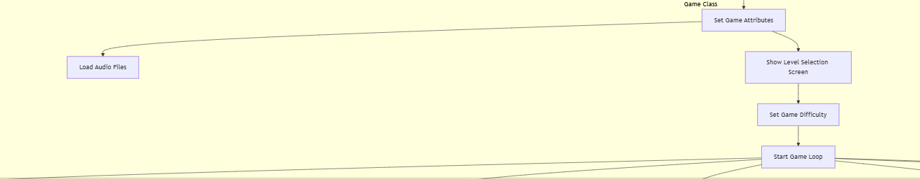 Game Class
Set Game Attributes
Load Audio Files
Show Level Selection
Screen
Set Game Difficulty
Start Game Loop